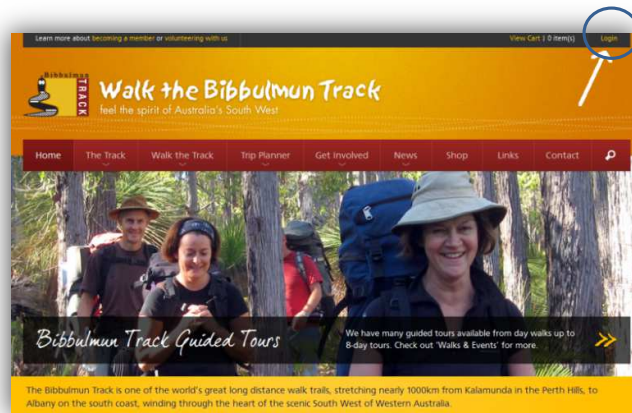 Learn more about becoming a member or volunteering with us
View Cart | 0 item(s)
Login
Bibbulmun
TRACK
Walk the Bibbulmun Track
feel the spirit of Australia's South West
Home
The Track
Walk the Track
Trip Planner
Get Involved
News
Shop
Links
Contact
Bibbulmun Track Guided Tours
We have many guided tours available from day walks up to
8-day tours. Check out 'Walks & Events' for more.
The Bibbulmun Track is one of the world's great long distance walk trails, stretching nearly 1000km from Kalamunda in the Perth Hills, to
Albany on the south coast, winding through the heart of the scenic South West of Western Australia.